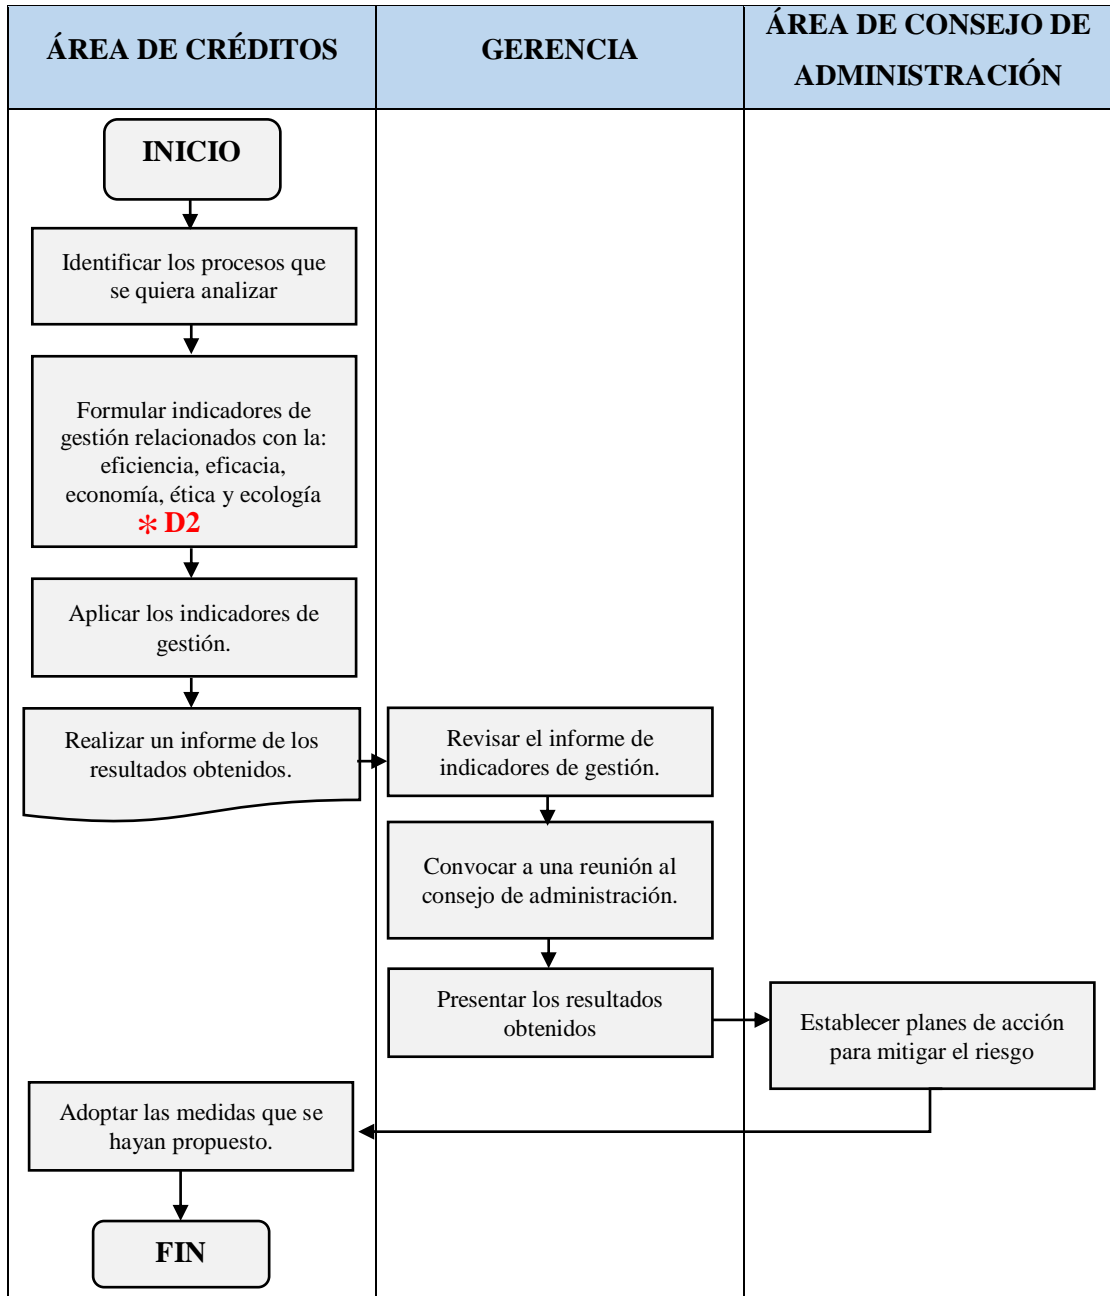 ÁREA DE CRÉDITOS
GERENCIA
ÁREA DE CONSEJO DE
ADMINISTRACIÓN
INICIO
Identificar los procesos que
se quiera analizar
Formular indicadores de
gestión relacionados con la:
eficiencia, eficacia,
economía, ética y ecología
* D2
Aplicar los indicadores de
gestión.
Realizar un informe de los
resultados obtenidos.
Revisar el informe de
indicadores de gestión.
Convocar a una reunión al
consejo de administración.
Presentar los resultados
obtenidos
Establecer planes de acción
para mitigar el riesgo
Adoptar las medidas que se
hayan propuesto.
FIN